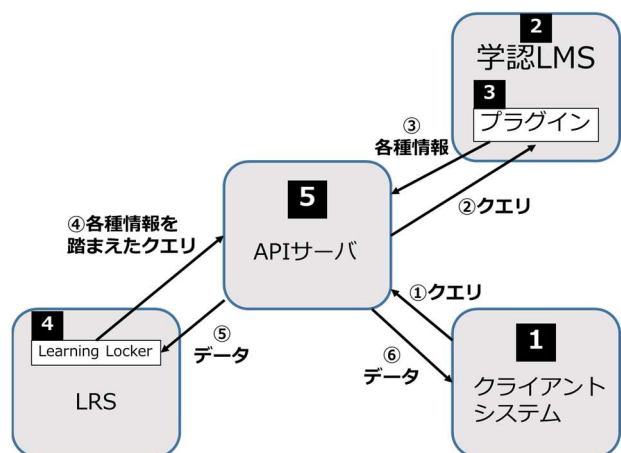 2
学認LMS
3
プラグイン
③
各種情報
②クエリ
5
APIサーバ
④各種情報を
踏まえたクエリ
①クエリ
4
Learning Locker
LRS
⑤
データ
⑥
データ
1
クライアント
システム